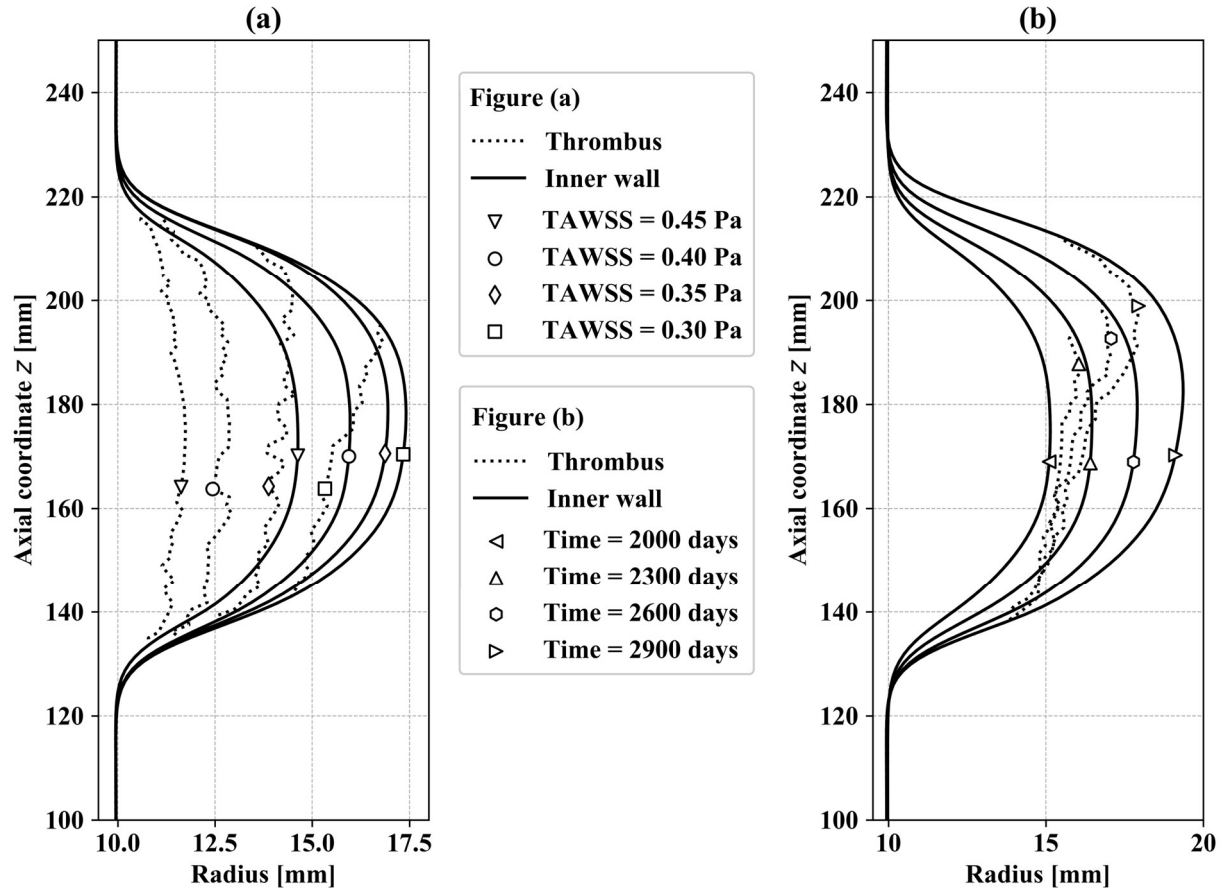 (a)
(b)
240
220
200
180
160
140
120
100
Axial coordinate z [mm]
10.0 12.5 15.0 17.5
Radius [mm]
Figure (a)
Thrombus
Inner wall
TAWSS = 0.45 Pa
TAWSS = 0.40 Pa
TAWSS = 0.35 Pa
TAWSS = 0.30 Pa
Figure (b)
Thrombus
Inner wall
Time = 2000 days
Time = 2300 days
Time = 2600 days
Time = 2900 days
240
220
200
180
160
140
120
100
Axial coordinate z [mm]
10 15 20
Radius [mm]